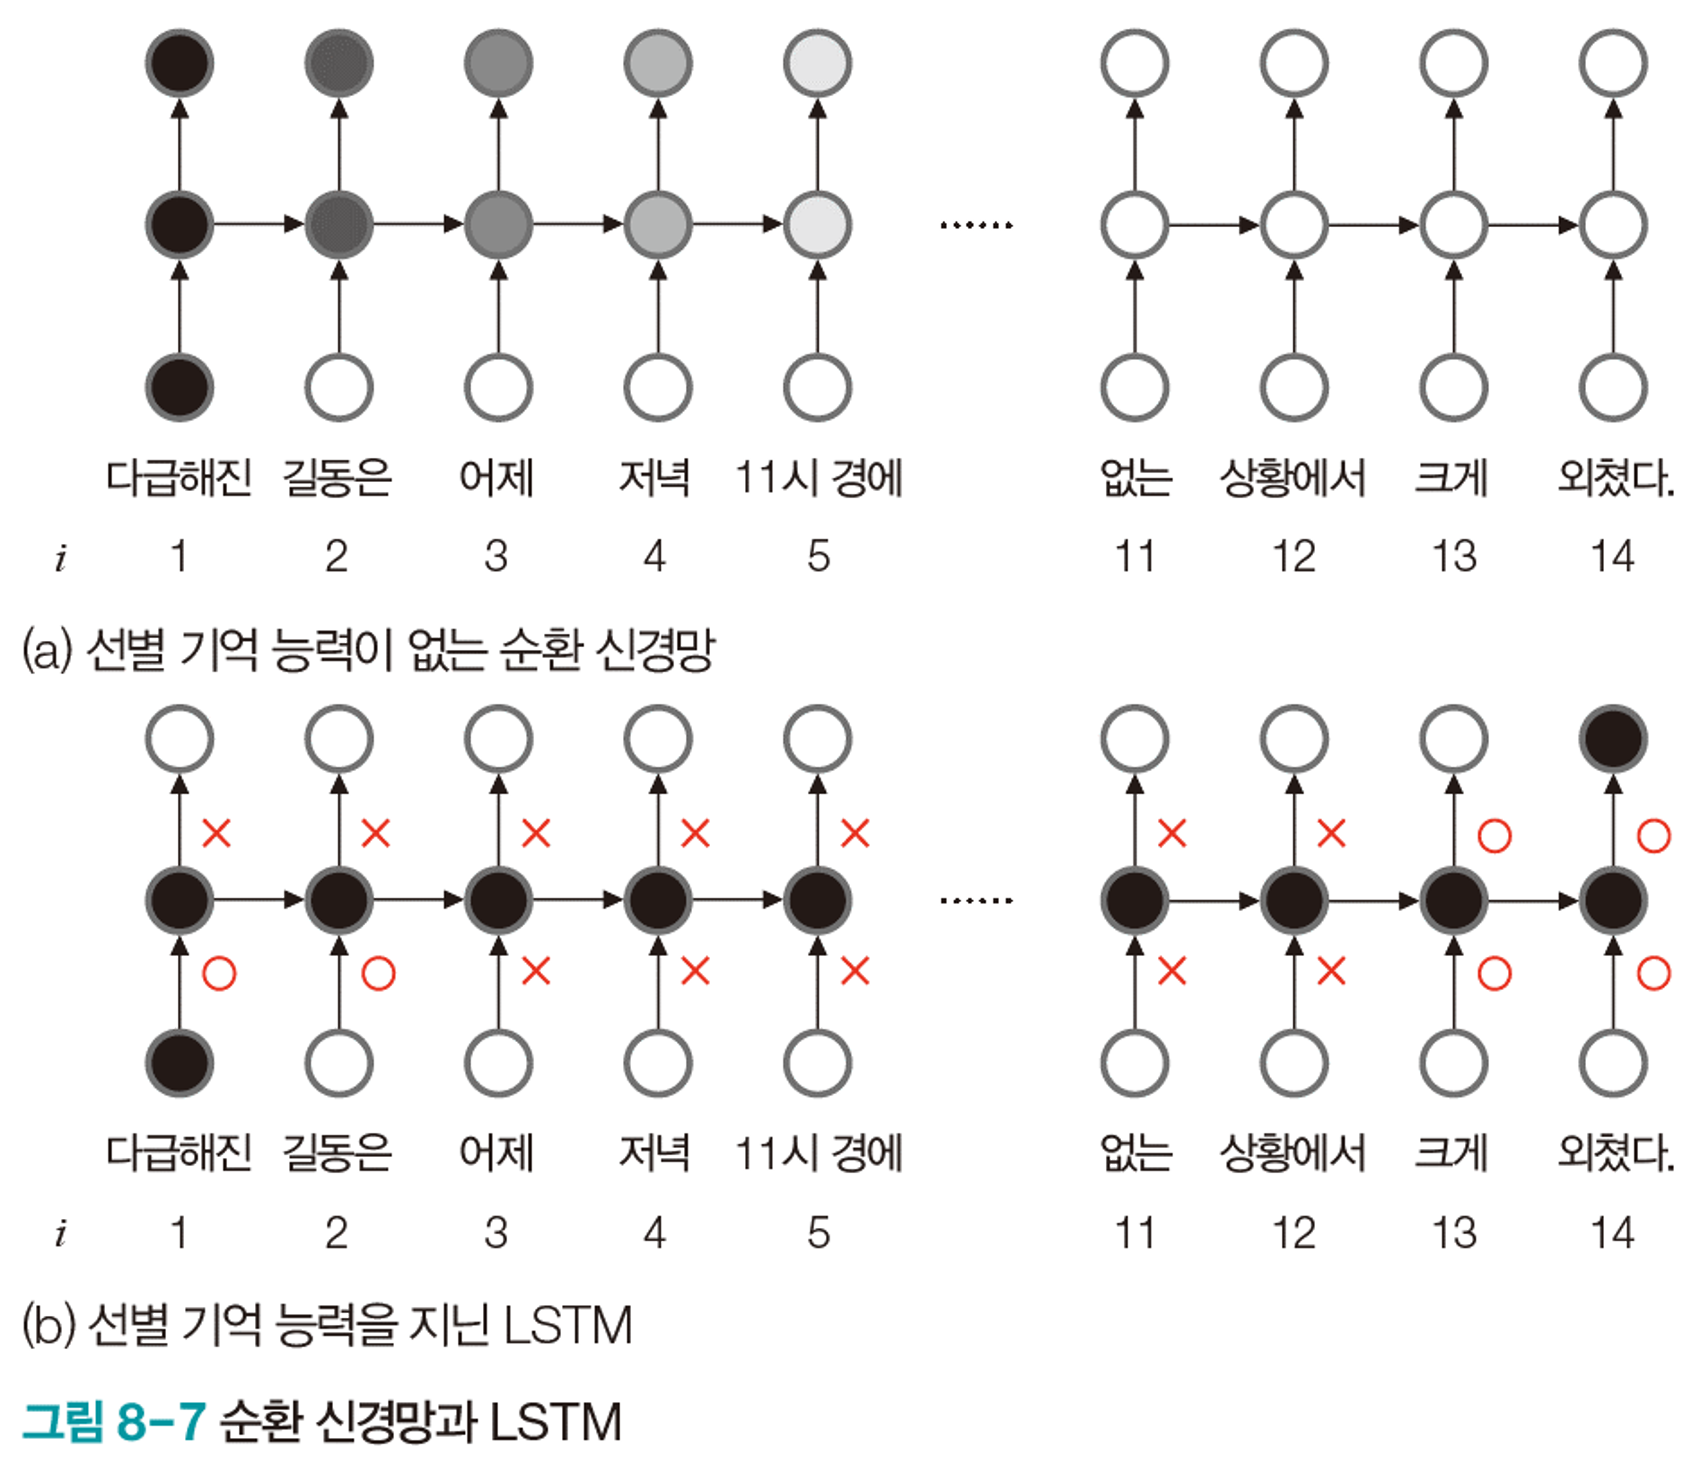 다급해진 길동은 어제 저녁 11시 경에 ...... 없는 상황에서 크게 외쳤다.
i 1 2 3 4 5 11 12 13 14
(a) 선별 기억 능력이 없는 순환 신경망
× × × × × × × ○ ○
......
○ ○ × × × × × ○ ○
다급해진 길동은 어제 저녁 11시 경에 없는 상황에서 크게 외쳤다.
i 1 2 3 4 5 11 12 13 14
(b) 선별 기억 능력을 지닌 LSTM
그림 8-7 순환 신경망과 LSTM